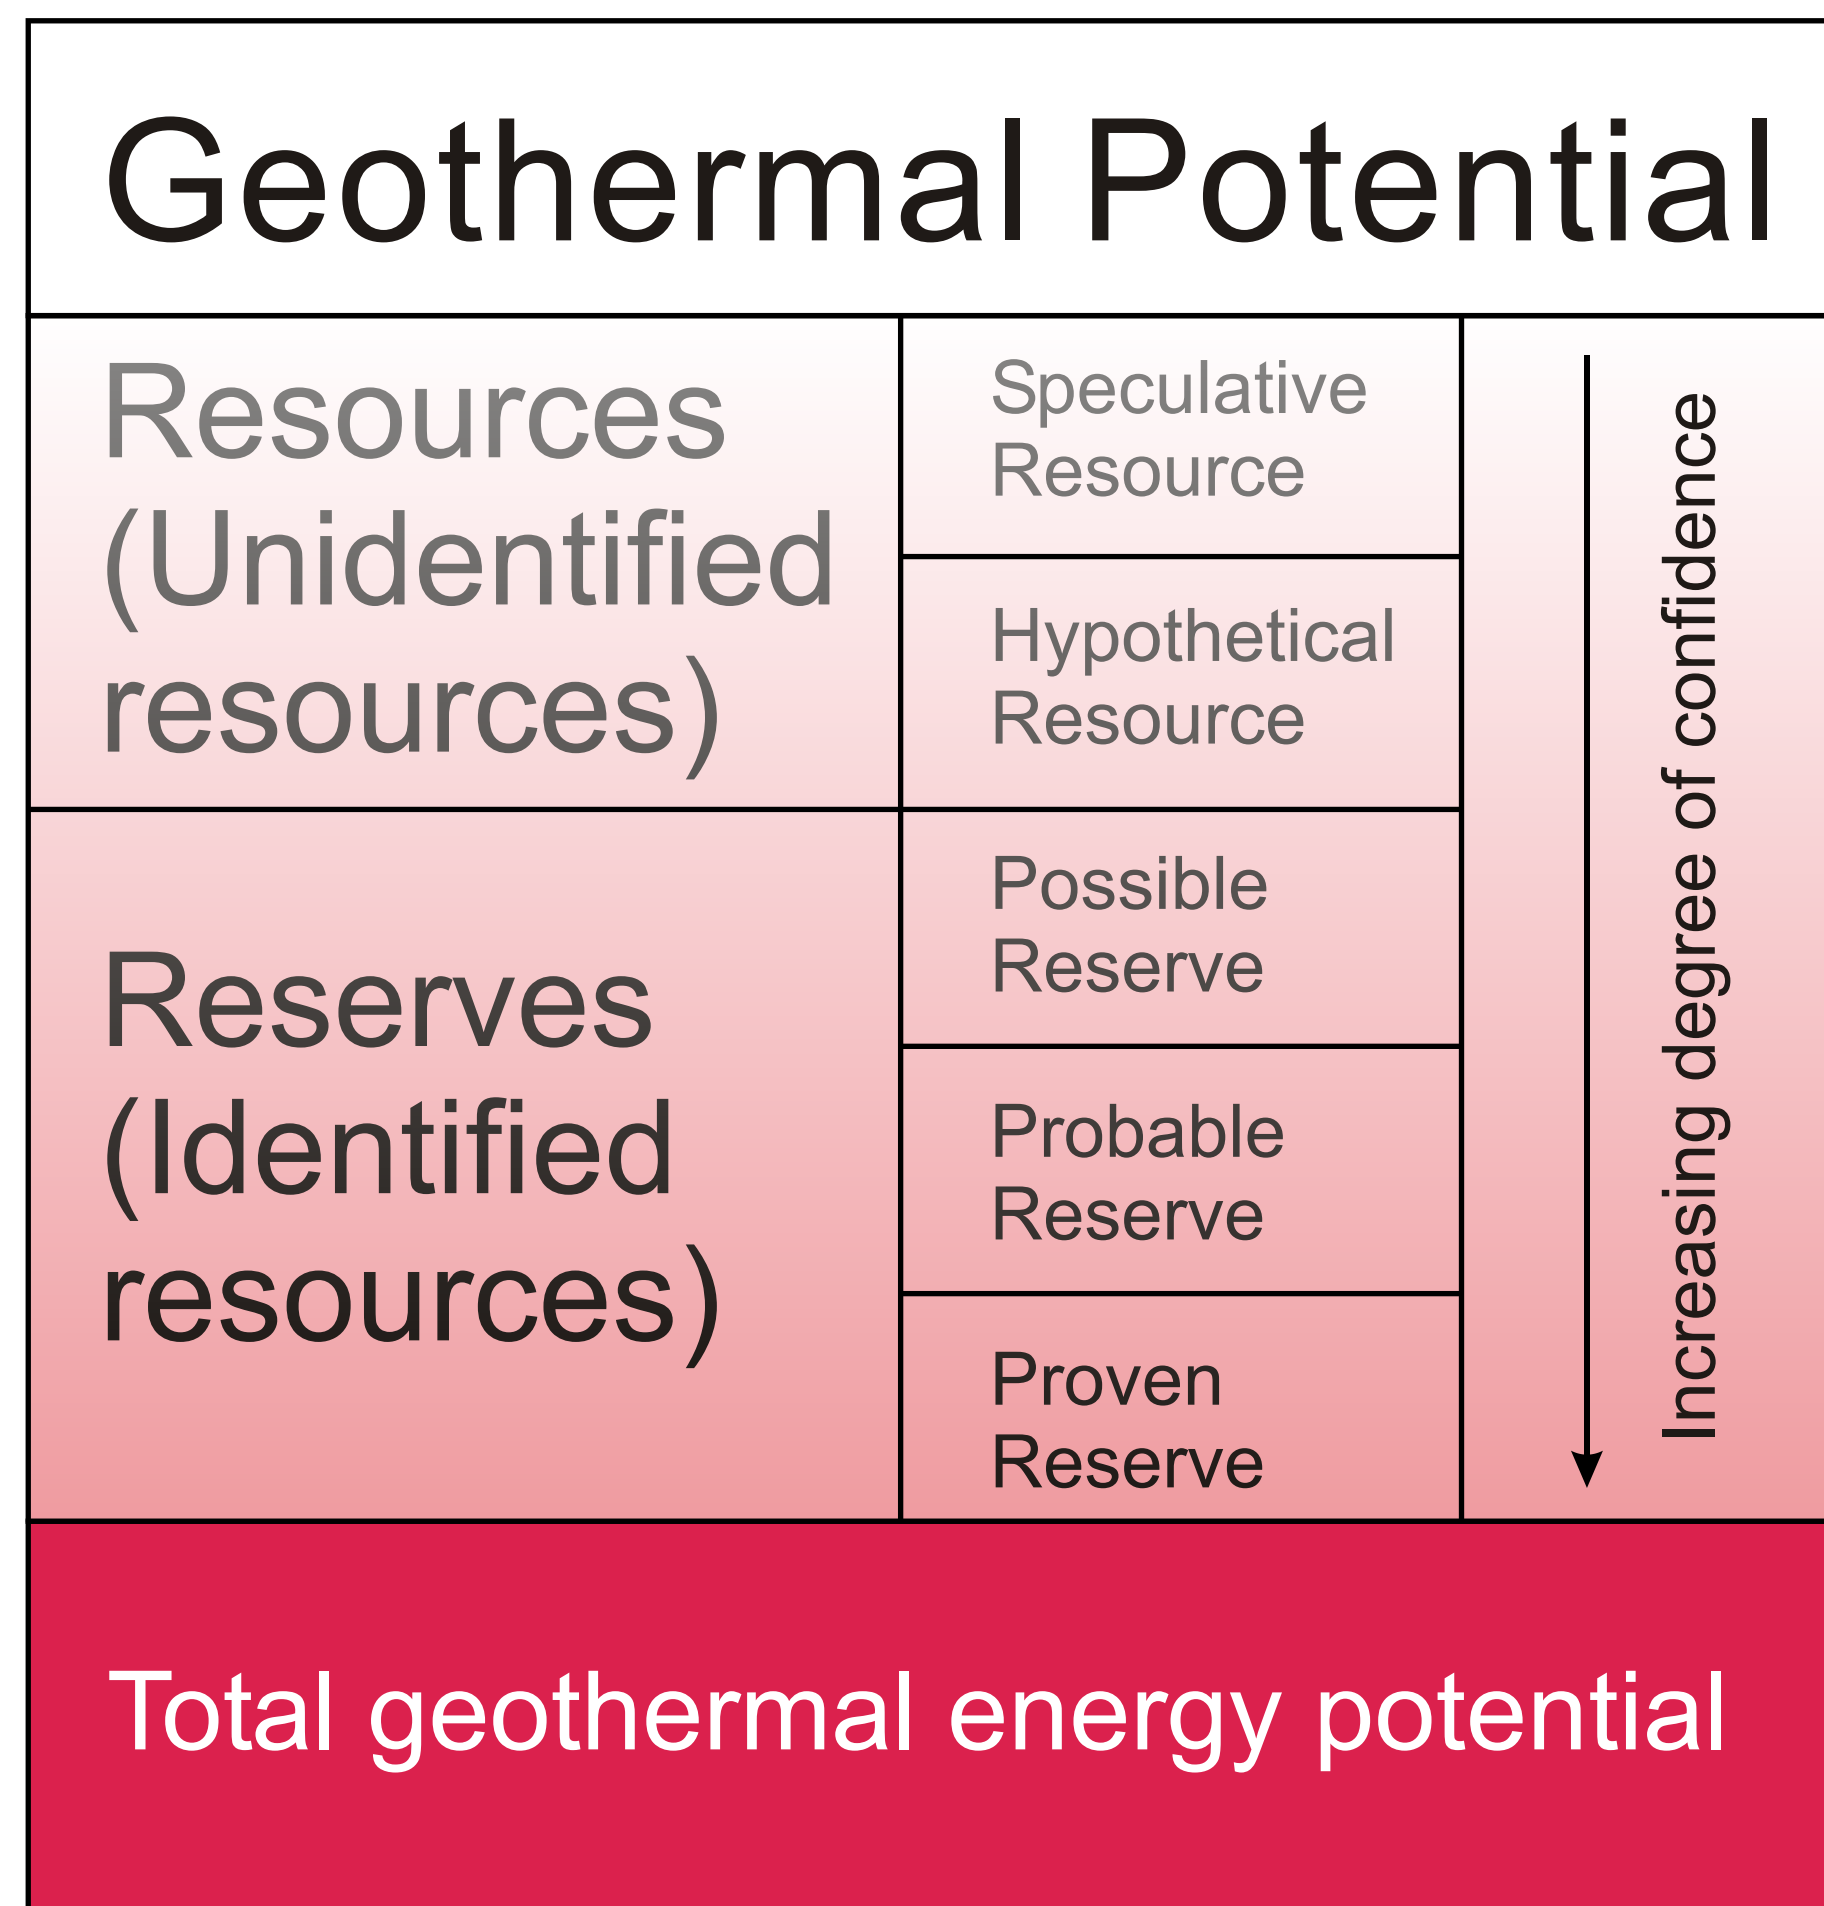 Geothermal Potential
Resources
(Unidentified
resources)
Speculative
Resource
Hypothetical
Resource
Reserves
(Identified
resources)
Possible
Reserve
Probable
Reserve
Proven
Reserve
Increasing degree of confidence
Total geothermal energy potential